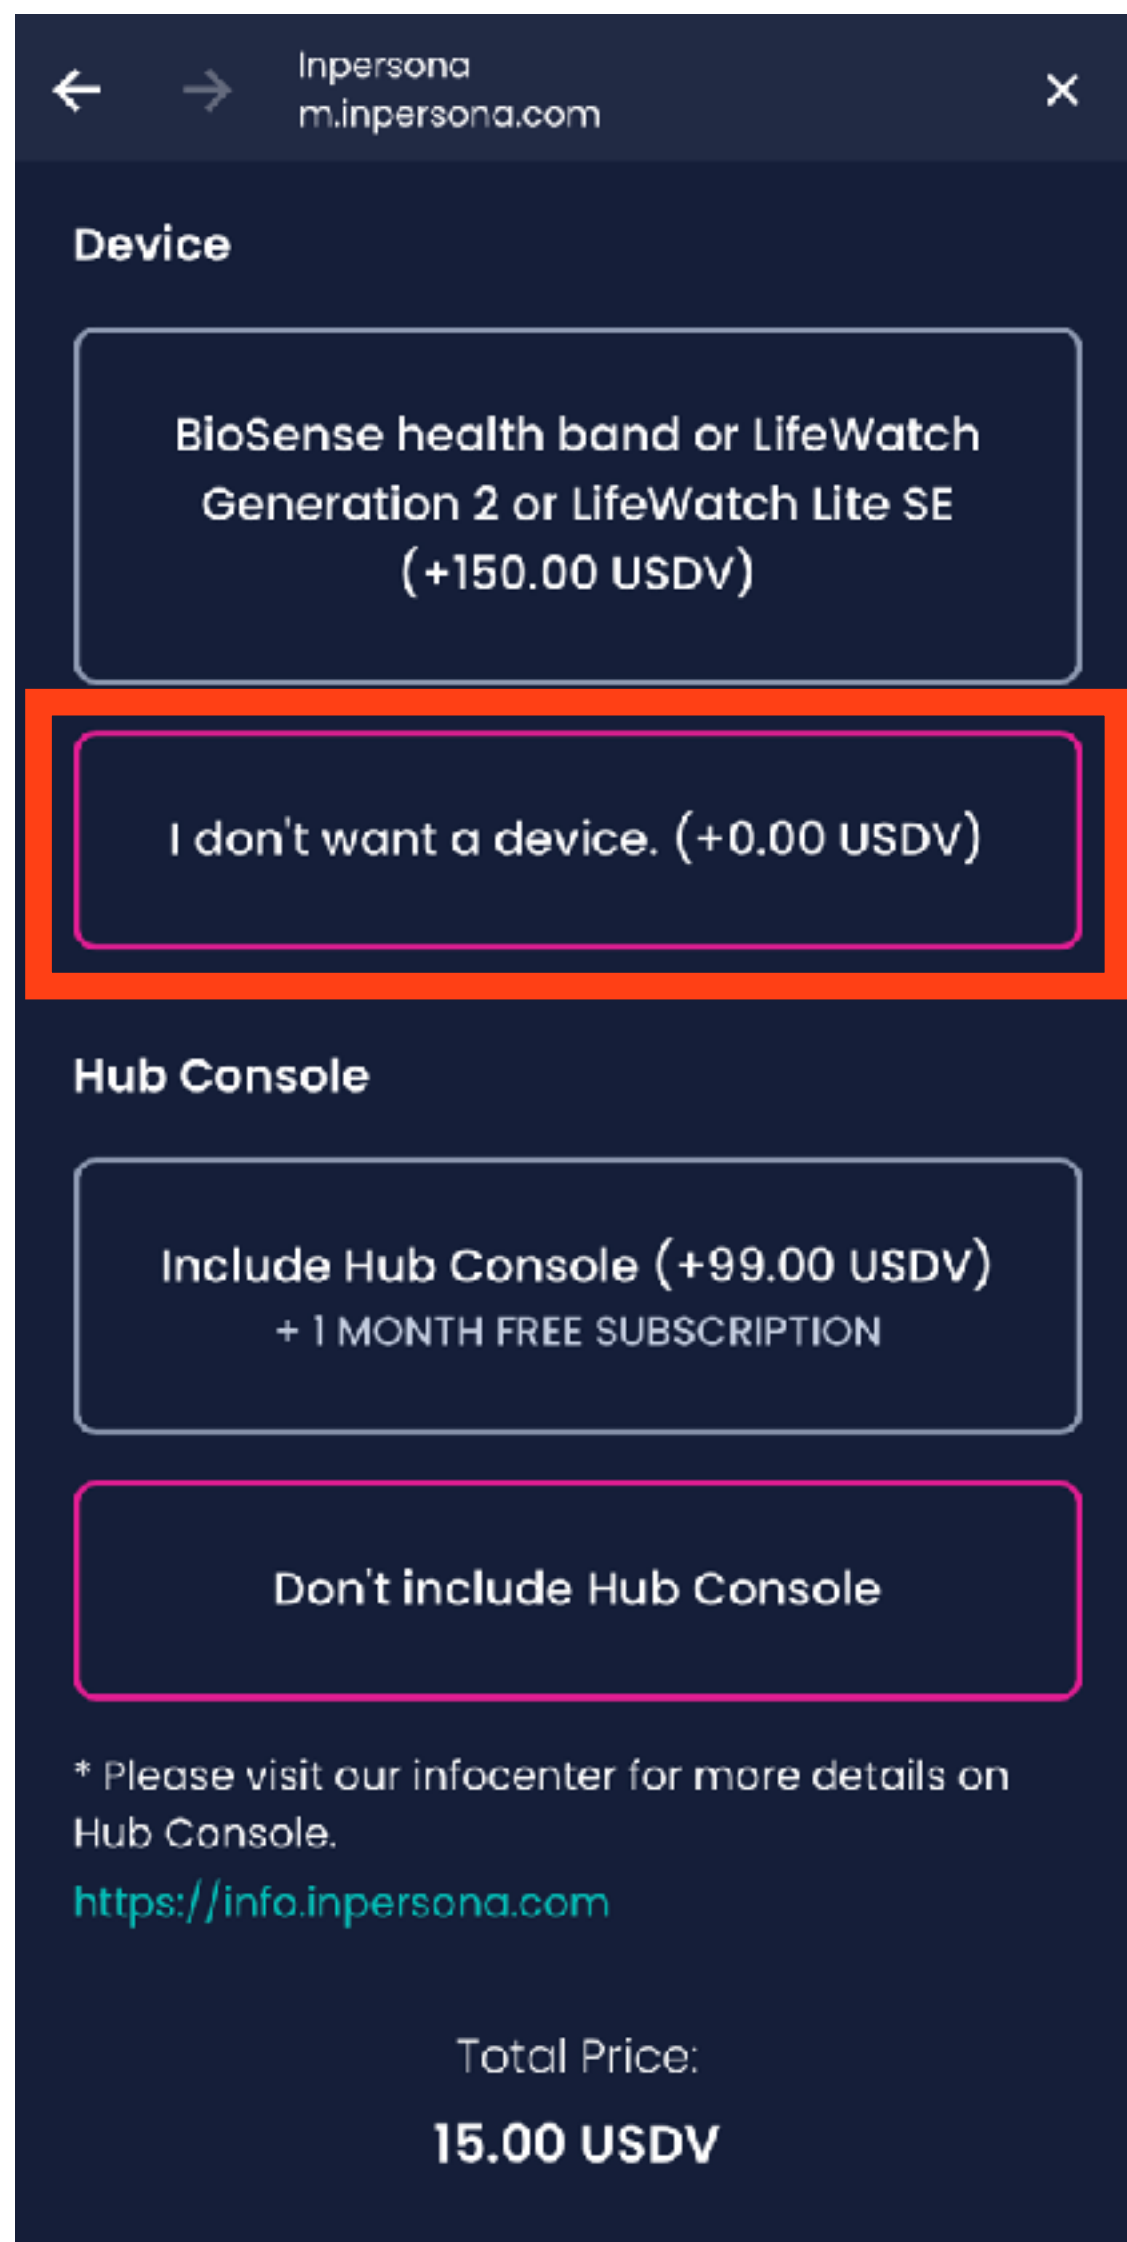 Inpersona
m.inpersona.com
Device
BioSense health band or LifeWatch
Generation 2 or LifeWatch Lite SE
(+150.00 USDV)
I don't want a device. (+0.00 USDV)
Hub Console
Include Hub Console (+99.00 USDV)
+ 1 MONTH FREE SUBSCRIPTION
Don't include Hub Console
* Please visit our infocenter for more details on
Hub Console.
https://info.inpersona.com
Total Price:
15.00 USDV